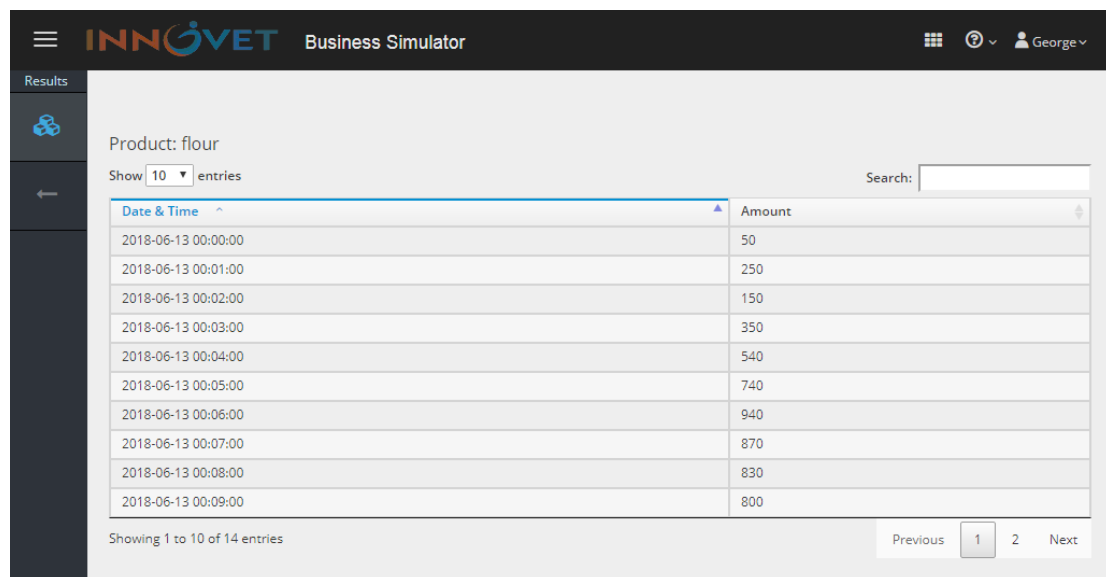 INNOVET Business Simulator George
Results
Product: flour
Show 10 entries Search:
Date & Time Amount
2018-06-13 00:00:00 50
2018-06-13 00:01:00 250
2018-06-13 00:02:00 150
2018-06-13 00:03:00 350
2018-06-13 00:04:00 540
2018-06-13 00:05:00 740
2018-06-13 00:06:00 940
2018-06-13 00:07:00 870
2018-06-13 00:08:00 830
2018-06-13 00:09:00 800
Showing 1 to 10 of 14 entries Previous 1 2 Next